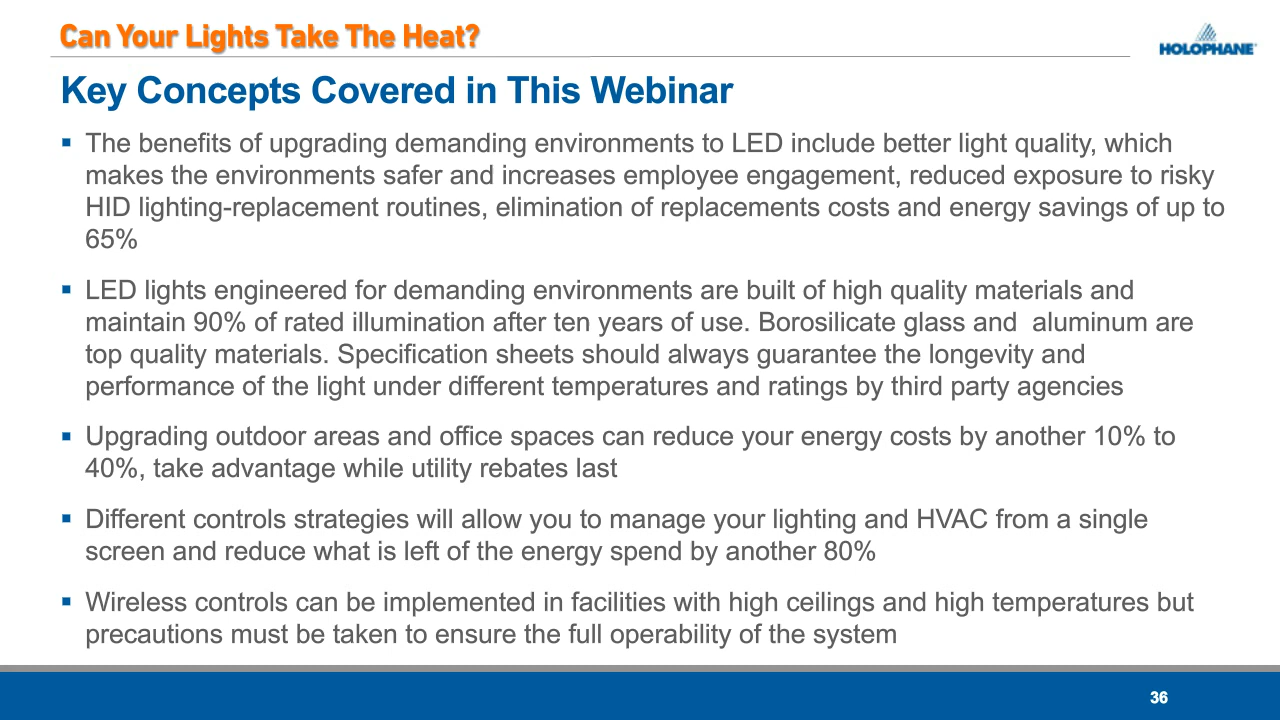 Can Your Lights Take The Heat?
HOLOPHANE®
Key Concepts Covered in This Webinar
▪ The benefits of upgrading demanding environments to LED include better light quality, which
makes the environments safer and increases employee engagement, reduced exposure to risky
HID lighting-replacement routines, elimination of replacements costs and energy savings of up to
65%
▪ LED lights engineered for demanding environments are built of high quality materials and
maintain 90% of rated illumination after ten years of use. Borosilicate glass and  aluminum are
top quality materials. Specification sheets should always guarantee the longevity and
performance of the light under different temperatures and ratings by third party agencies
▪ Upgrading outdoor areas and office spaces can reduce your energy costs by another 10% to
40%, take advantage while utility rebates last
▪ Different controls strategies will allow you to manage your lighting and HVAC from a single
screen and reduce what is left of the energy spend by another 80%
▪ Wireless controls can be implemented in facilities with high ceilings and high temperatures but
precautions must be taken to ensure the full operability of the system
36